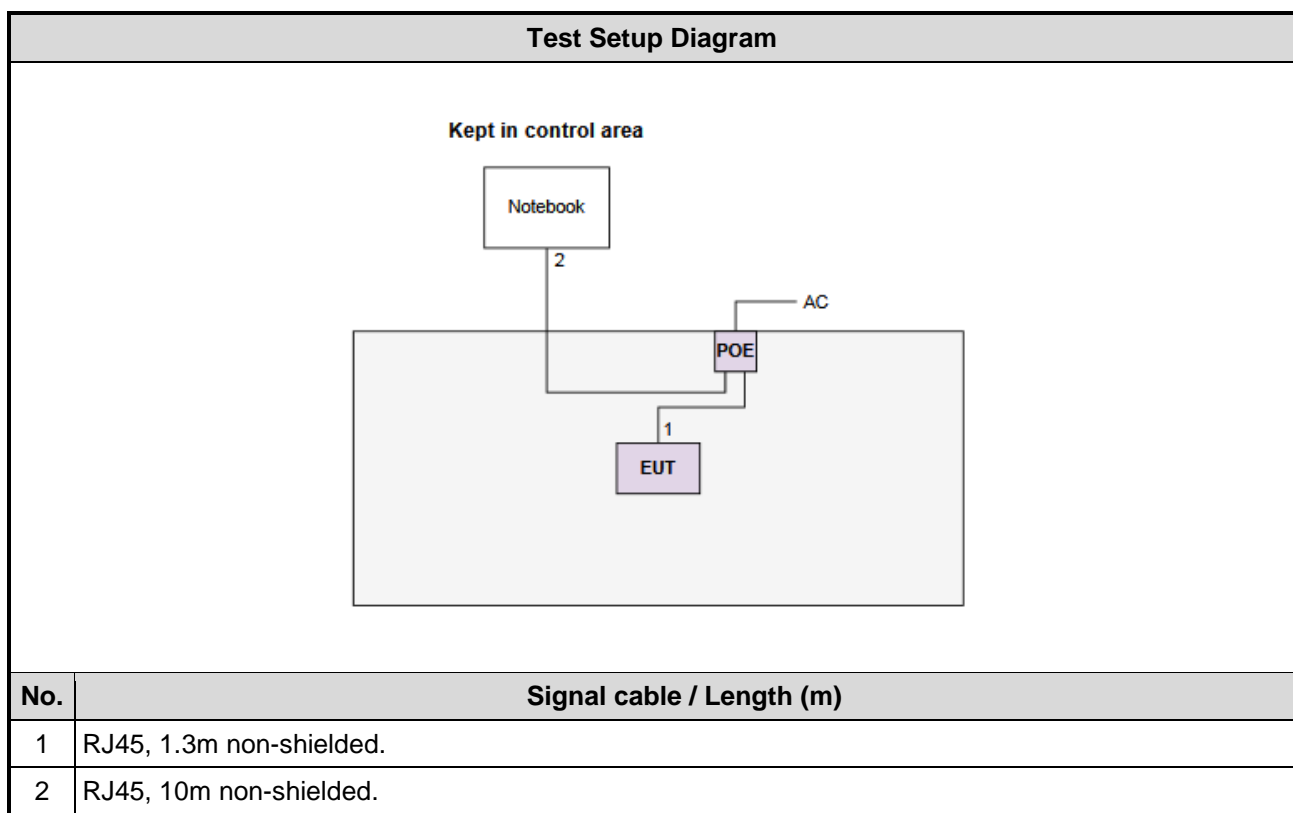 Test Setup Diagram
Kept in control area
Notebook
2
AC
POE
1
EUT
No. Signal cable / Length (m)
1 RJ45, 1.3m non-shielded.
2 RJ45, 10m non-shielded.